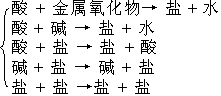 酸 + 金属氧化物→ 盐 + 水
酸 + 碱 → 盐 + 水
酸 + 盐 → 盐 + 酸
碱 + 盐 → 碱 + 盐
盐 + 盐 →盐 + 盐